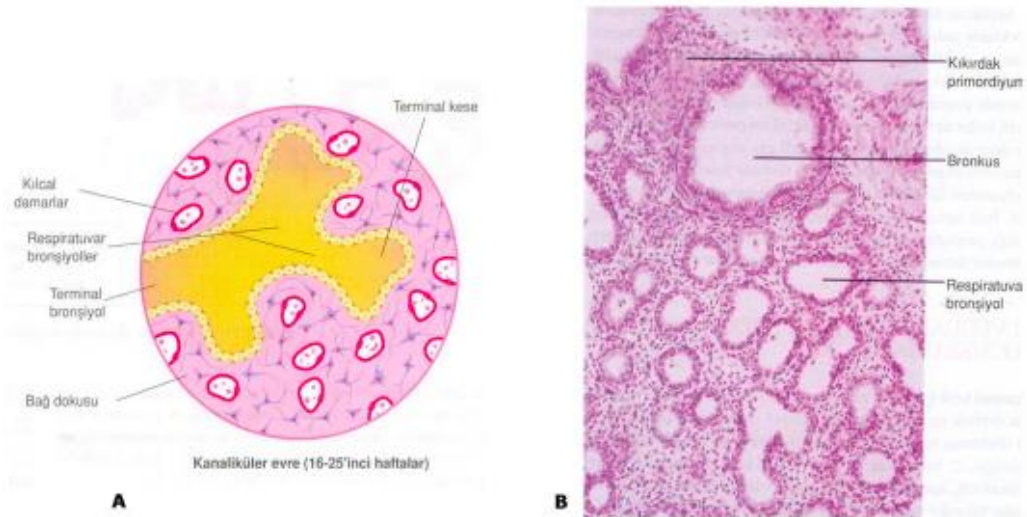 Terminal kese
Kılcal
damarlar
Respiratuvar
bronşiyoller
Terminal
bronşiyol
Bağ dokusu
Kanaliküler evre (16-25'inci haftalar)
A
Kıkırdak
primordiyun
Bronkus
Respiratuva
bronşiyol
B